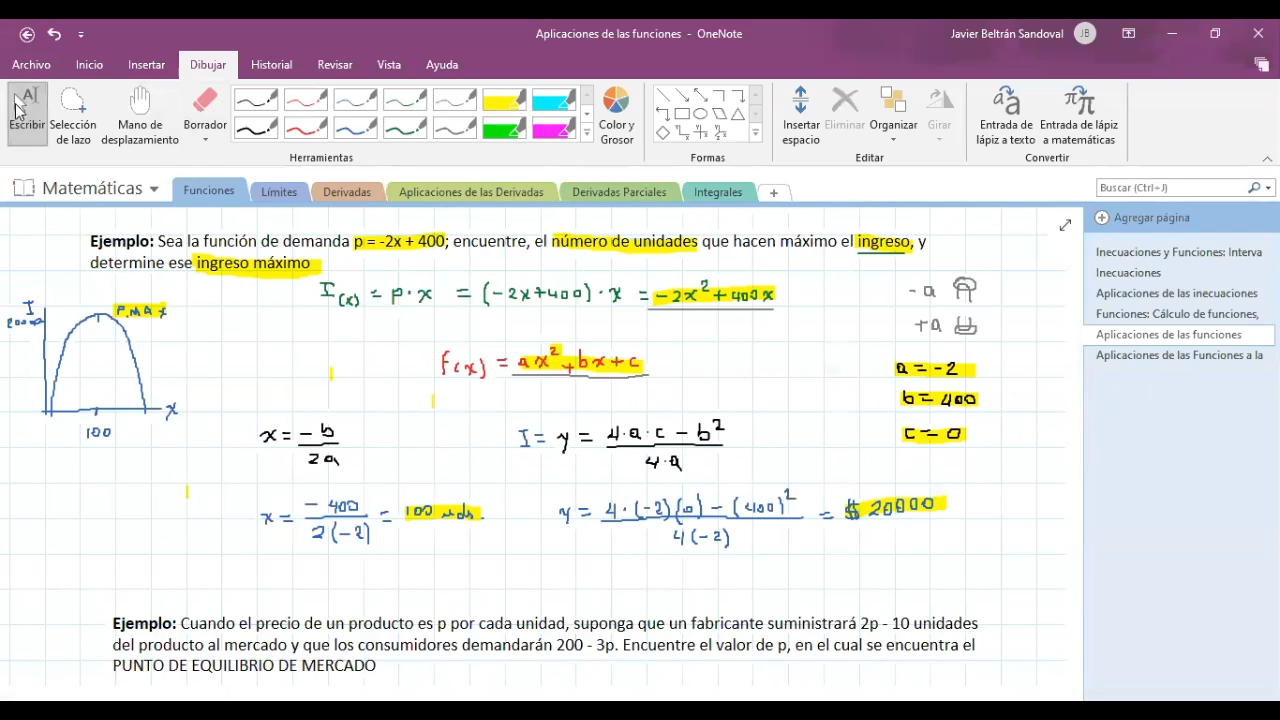 Aplicaciones de las funciones - OneNote
Javier Beltrán Sandoval JB
Archivo Inicio Insertar Dibujar Historial Revisar Vista Ayuda
Escribir Selección de lazo Mano de desplazamiento Borrador Color y Grosor Insertar espacio Eliminar Organizar Girar Entrada de lápiz a texto Entrada de lápiz a matemáticas
Herramientas Formas Editar Convertir
Matemáticas Funciones Límites Derivadas Aplicaciones de las Derivadas Derivadas Parciales Integrales + Buscar (Ctrl+J)
Agregar página
Inecuaciones y Funciones: Interva
Inecuaciones
Aplicaciones de las inecuaciones
Funciones: Cálculo de funciones,
Aplicaciones de las funciones
Aplicaciones de las Funciones a la
Ejemplo: Sea la función de demanda p = -2x + 400; encuentre, el número de unidades que hacen máximo el ingreso, y
determine ese ingreso máximo
I(x) = p·x = (-2x+400)·x = -2x²+400x
-a
+a
I P.MAX
x
100
f(x) = ax²+bx+c
a = -2
b = 400
c = 0
x = -b/2a I = y = 4·a·c - b²/4·a
x = -400/2(-2) = 100 uds. y = 4·(-2)(0) - (400)²/4(-2) = $20000
Ejemplo: Cuando el precio de un producto es p por cada unidad, suponga que un fabricante suministrará 2p - 10 unidades
del producto al mercado y que los consumidores demandarán 200 - 3p. Encuentre el valor de p, en el cual se encuentra el
PUNTO DE EQUILIBRIO DE MERCADO